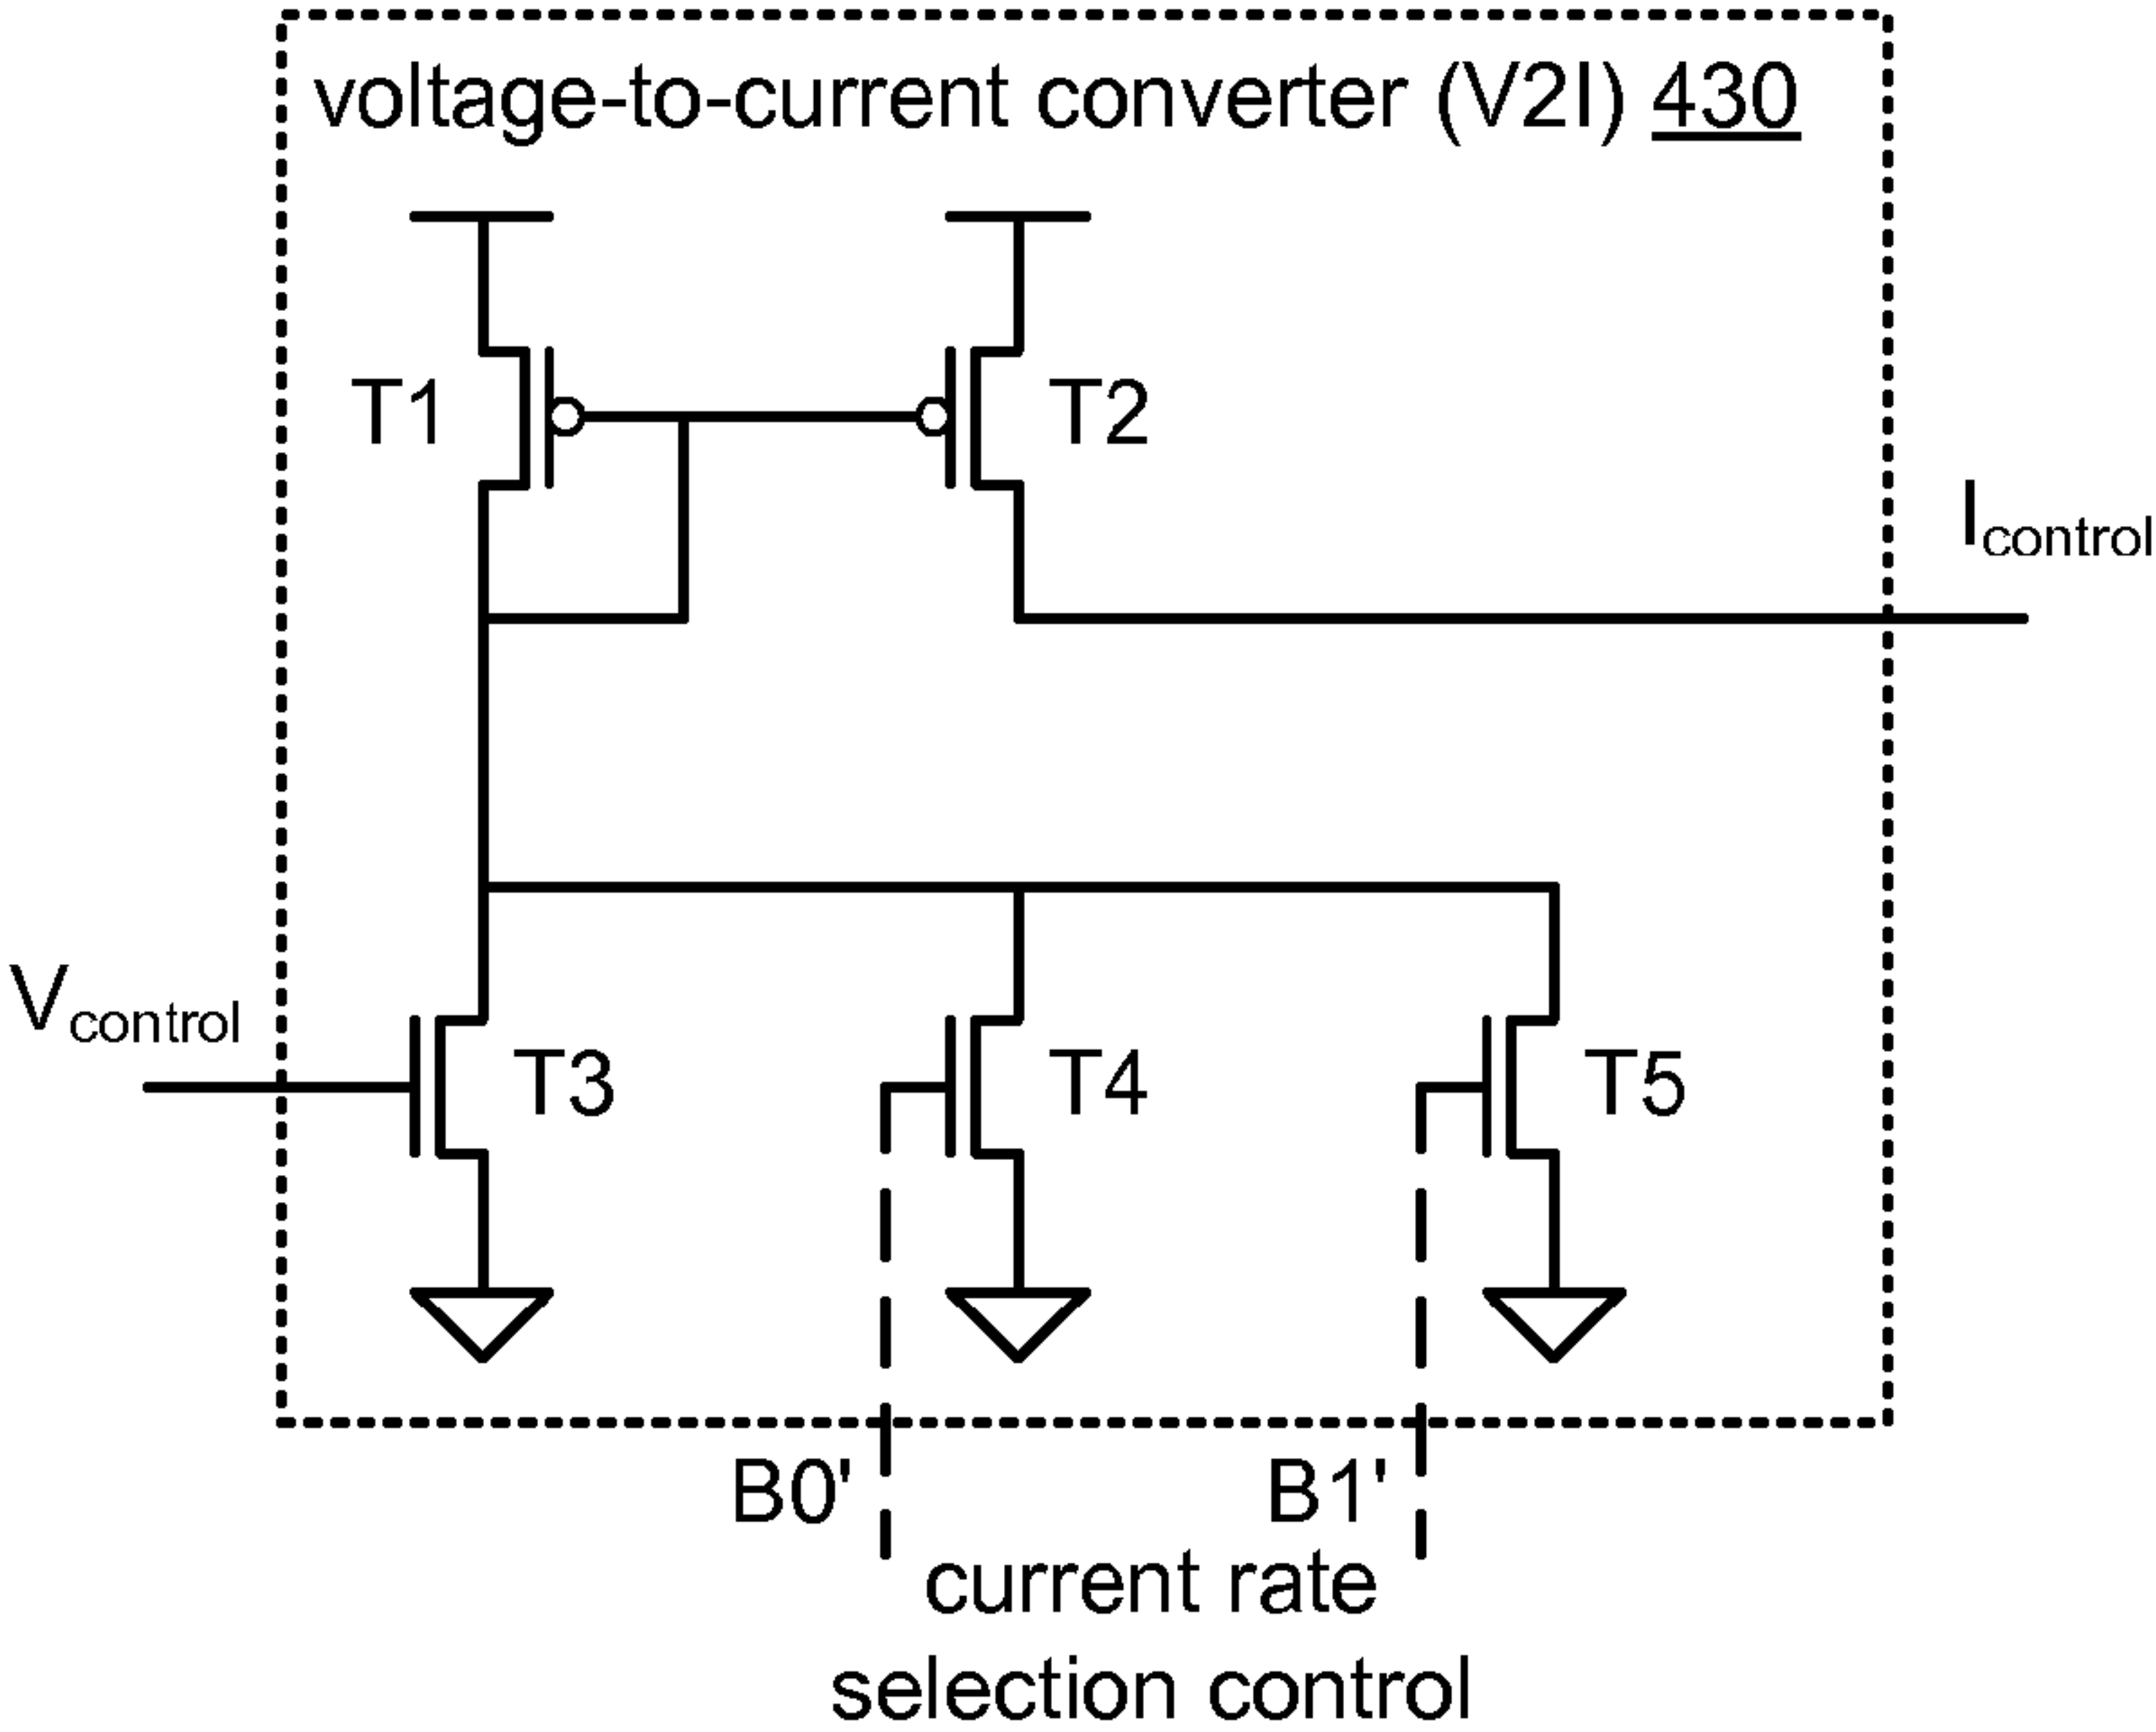 voltage-to-current converter (V2I) 430
T1
T2
Icontrol
Vcontrol
T3
T4
T5
B0'
B1'
current rate
selection control